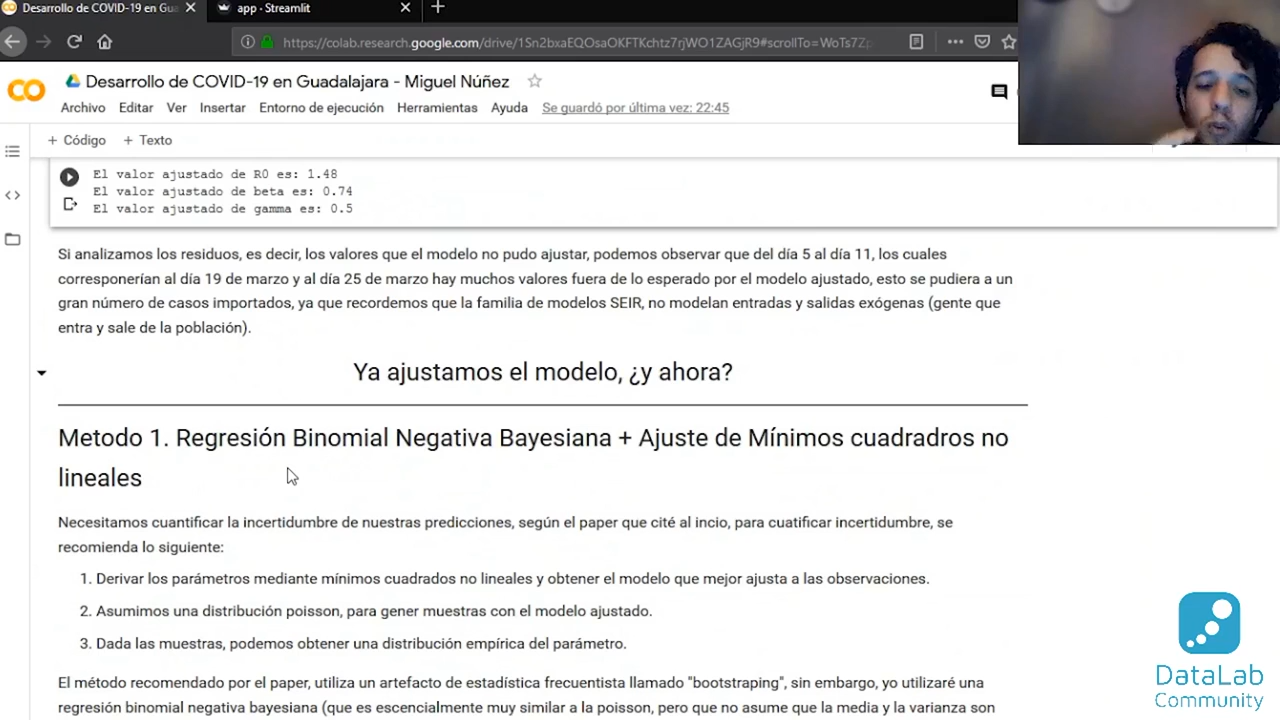 Desarrollo de COVID-19 en Gua
app - Streamlit
https://colab.research.google.com/drive/1Sn2bxaEQOsaOKFTKchtz7rjWO1ZAGjR9#scrollTo=WoTs7Zp
Desarrollo de COVID-19 en Guadalajara - Miguel Núñez
Archivo Editar Ver Insertar Entorno de ejecución Herramientas Ayuda Se guardó por última vez: 22:45
+ Código + Texto
El valor ajustado de R0 es: 1.48
El valor ajustado de beta es: 0.74
El valor ajustado de gamma es: 0.5
Si analizamos los residuos, es decir, los valores que el modelo no pudo ajustar, podemos observar que del día 5 al día 11, los cuales
corresponerían al día 19 de marzo y al día 25 de marzo hay muchos valores fuera de lo esperado por el modelo ajustado, esto se pudiera a un
gran número de casos importados, ya que recordemos que la familia de modelos SEIR, no modelan entradas y salidas exógenas (gente que
entra y sale de la población).
Ya ajustamos el modelo, ¿y ahora?
Metodo 1. Regresión Binomial Negativa Bayesiana + Ajuste de Mínimos cuadradros no
lineales
Necesitamos cuantificar la incertidumbre de nuestras predicciones, según el paper que cité al incio, para cuatificar incertidumbre, se
recomienda lo siguiente:
1. Derivar los parámetros mediante mínimos cuadrados no lineales y obtener el modelo que mejor ajusta a las observaciones.
2. Asumimos una distribución poisson, para gener muestras con el modelo ajustado.
3. Dada las muestras, podemos obtener una distribución empírica del parámetro.
El método recomendado por el paper, utiliza un artefacto de estadística frecuentista llamado "bootstraping", sin embargo, yo utilizaré una
regresión binomial negativa bayesiana (que es escencialmente muy similar a la poisson, pero que no asume que la media y la varianza son
DataLab
Community